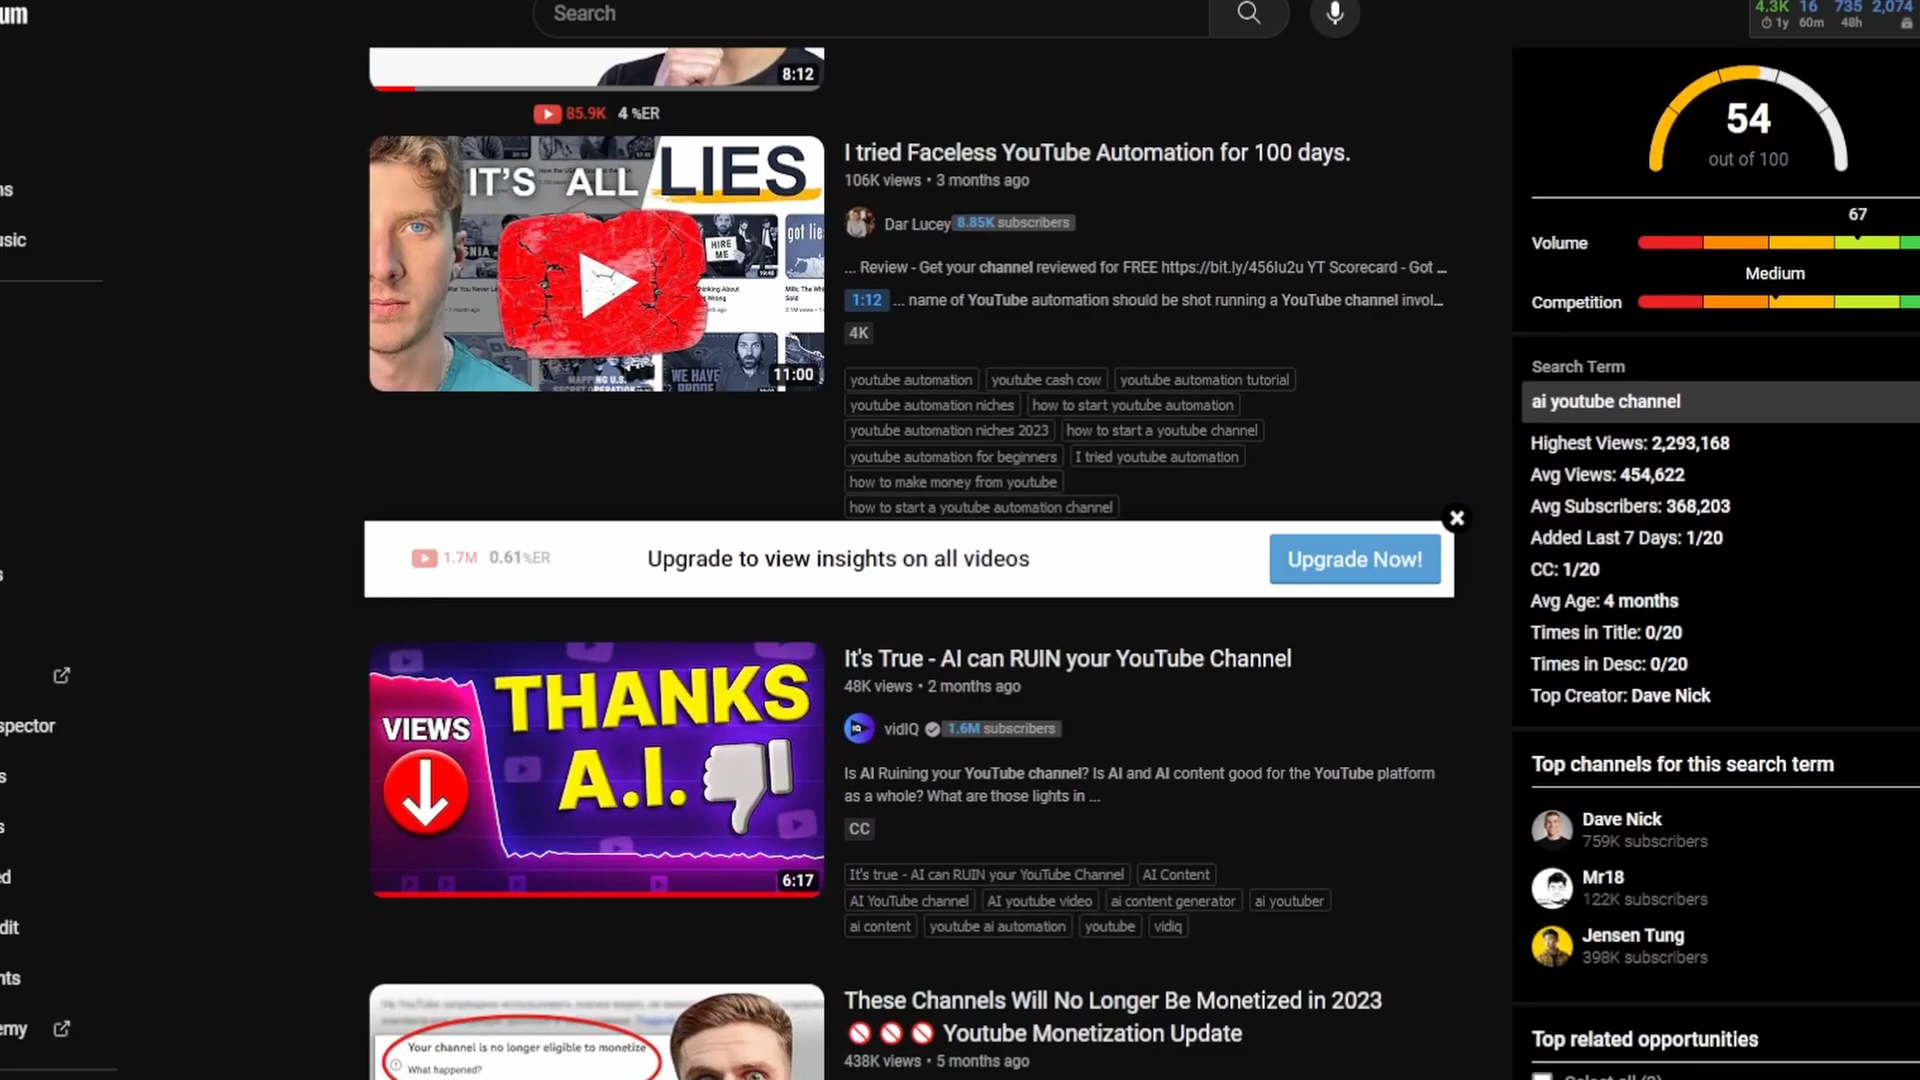 um
Search
4.3K 16 735 2,074
1y 60m 48h
ns
usic
s
spector
s
s
ed
dit
nts
emy
8:12
85.9K 4 %ER
IT'S ALL LIES
HIRE
ME
got lies
WE HAVE
11:00
I tried Faceless YouTube Automation for 100 days.
106K views • 3 months ago
Dar Lucey 8.85K subscribers
... Review - Get your channel reviewed for FREE https://bit.ly/456Iu2u YT Scorecard - Got ...
1:12 ... name of YouTube automation should be shot running a YouTube channel invol...
4K
youtube automation youtube cash cow youtube automation tutorial
youtube automation niches how to start youtube automation
youtube automation niches 2023 how to start a youtube channel
youtube automation for beginners I tried youtube automation
how to make money from youtube
how to start a youtube automation channel
1.7M 0.61%ER Upgrade to view insights on all videos Upgrade Now!
VIEWS
THANKS
A.I.
6:17
It's True - AI can RUIN your YouTube Channel
48K views • 2 months ago
vidIQ 1.6M subscribers
Is AI Ruining your YouTube channel? Is AI and AI content good for the YouTube platform
as a whole? What are those lights in ...
CC
It's true - AI can RUIN your YouTube Channel AI Content
AI YouTube channel AI youtube video ai content generator ai youtuber
ai content youtube ai automation youtube vidiq
Your channel is no longer eligible to monetize
What happened?
These Channels Will No Longer Be Monetized in 2023
Youtube Monetization Update
438K views • 5 months ago
54
out of 100
67
Volume
Medium
Competition
Search Term
ai youtube channel
Highest Views: 2,293,168
Avg Views: 454,622
Avg Subscribers: 368,203
Added Last 7 Days: 1/20
CC: 1/20
Avg Age: 4 months
Times in Title: 0/20
Times in Desc: 0/20
Top Creator: Dave Nick
Top channels for this search term
Dave Nick
759K subscribers
Mr18
122K subscribers
Jensen Tung
398K subscribers
Top related opportunities